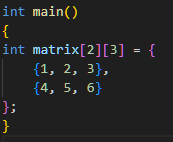 int main()
{
int matrix[2][3] = {
    {1, 2, 3},
    {4, 5, 6}
};
}